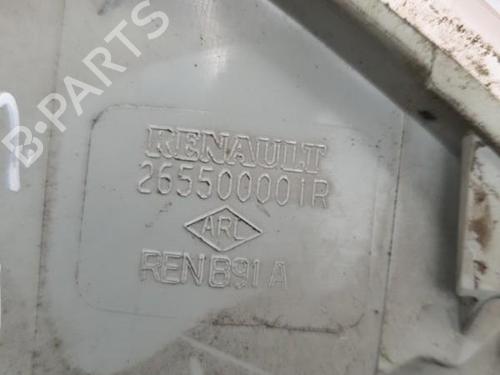 B-PARTS
RENAULT
265500001R
ARL
REN B91 A